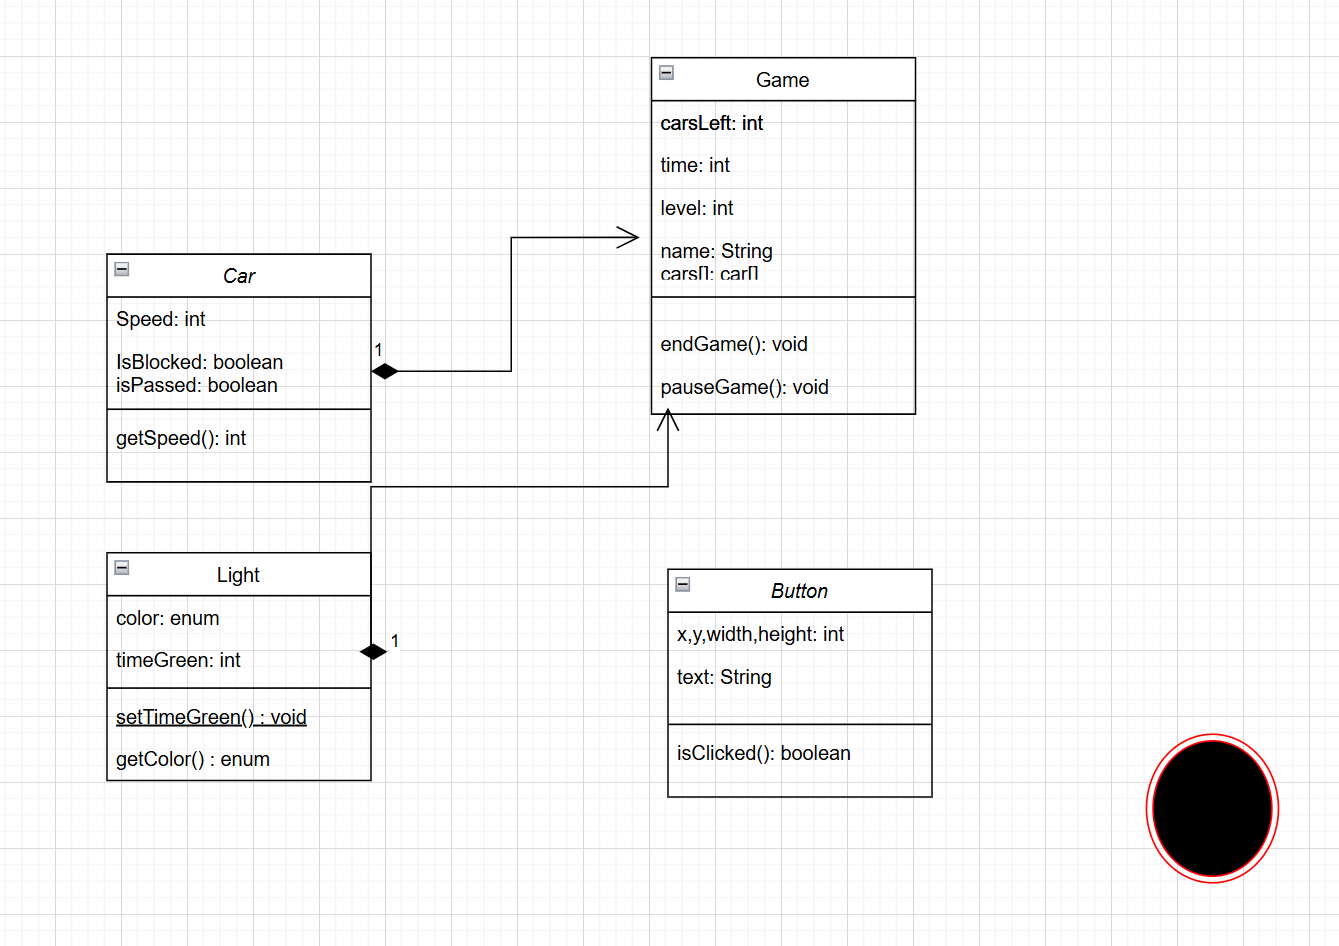 Game
carsLeft: int
time: int
level: int
name: String
cars[]: car[]
endGame(): void
pauseGame(): void
Car
Speed: int
IsBlocked: boolean
isPassed: boolean
getSpeed(): int
1
Light
color: enum
timeGreen: int
setTimeGreen() : void
getColor() : enum
1
Button
x,y,width,height: int
text: String
isClicked(): boolean